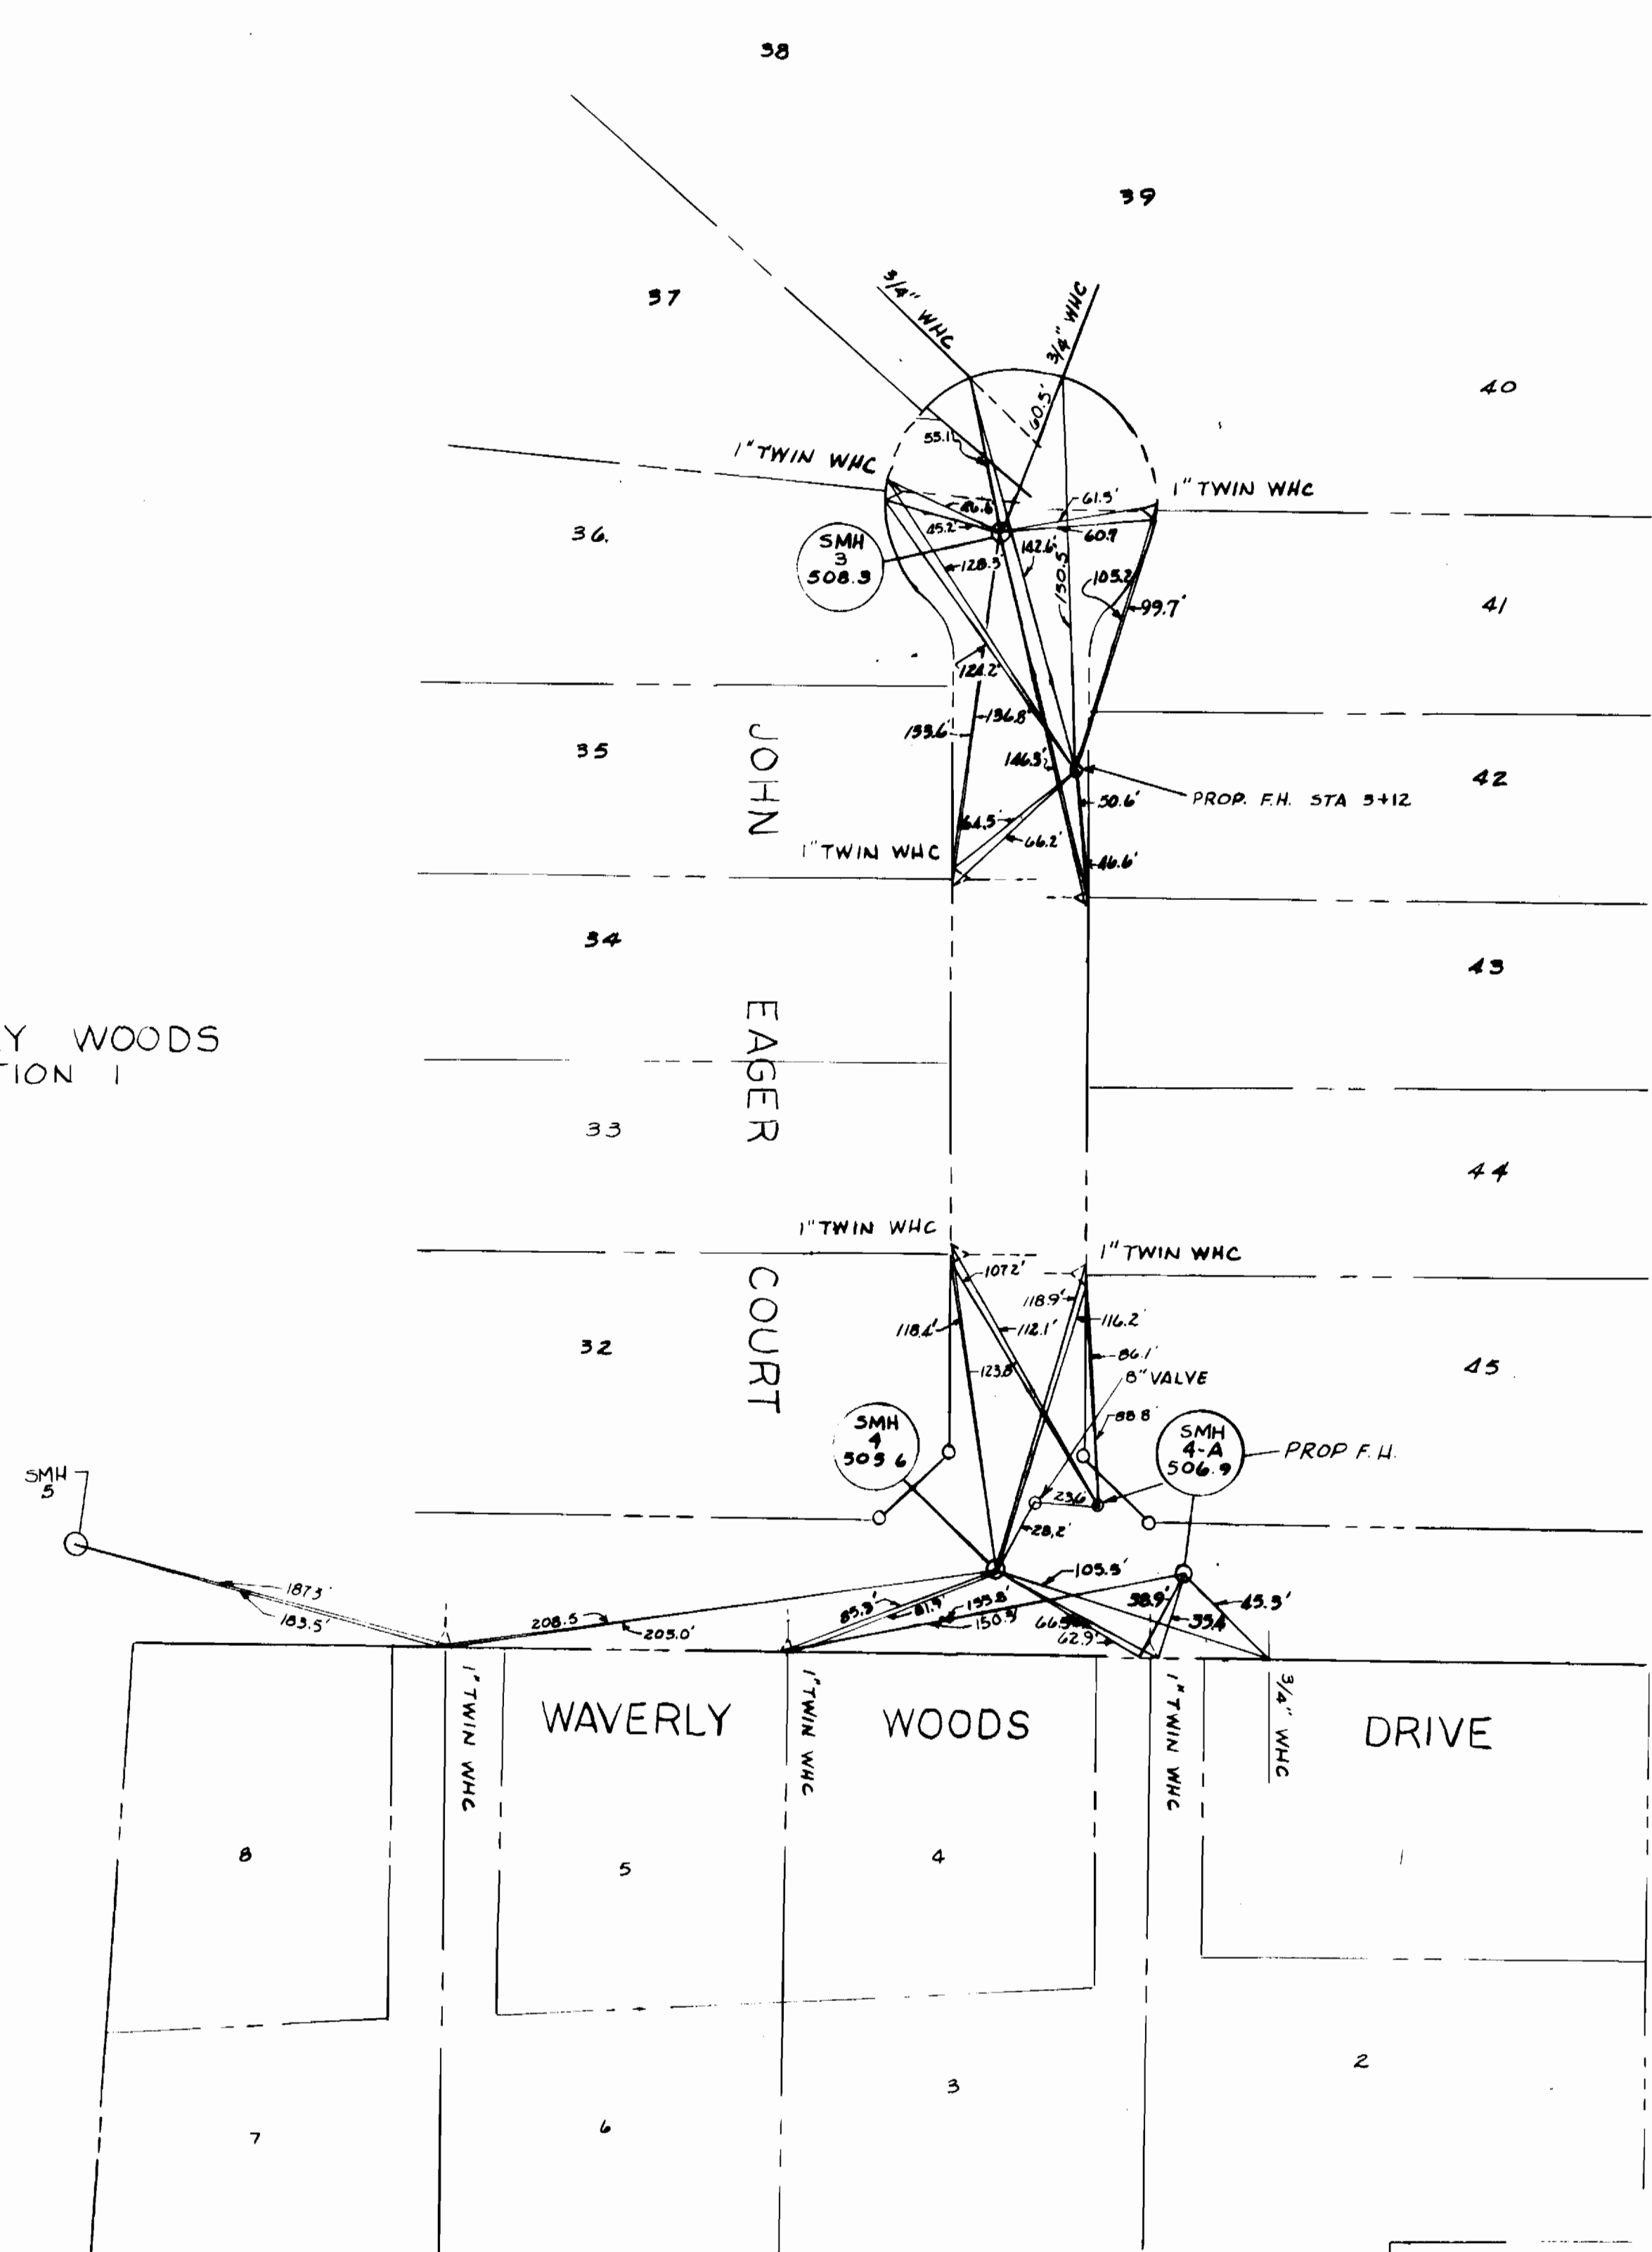 38
39
37
3/4" WHC
3/4" WHC
40
60.5'
55.1
1" TWIN WHC
1" TWIN WHC
46.6
61.5'
36.
45.2'
60.9
SMH
3
508.3
142.6'
128.5'
130.5
105.2
99.7'
41
124.2'
136.8'
133.6'
35
JOHN
146.3'
42
50.6'
PROP. F.H. STA 3+12
64.5'
66.2'
1" TWIN WHC
46.6'
34
43
EAGER
Y WOODS
TION 1
33
44
1" TWIN WHC
1" TWIN WHC
107.2'
118.9'
COURT
118.4'
112.1'
116.2
32
86.1'
123.8'
8" VALVE
45
88.8'
SMH
4
505.6
SMH
4-A
506.9
PROP F.H.
SMH
5
23.6'
28.2'
105.5'
187.5'
183.5'
208.5
205.0'
85.3'
81.9'
153.8'
150.3'
66.5
62.9'
38.9'
35.4
45.3'
1" TWIN WHC
WAVERLY
1" TWIN WHC
WOODS
1" TWIN WHC
3/4" WHC
DRIVE
8
5
4
1
2
3
7
6